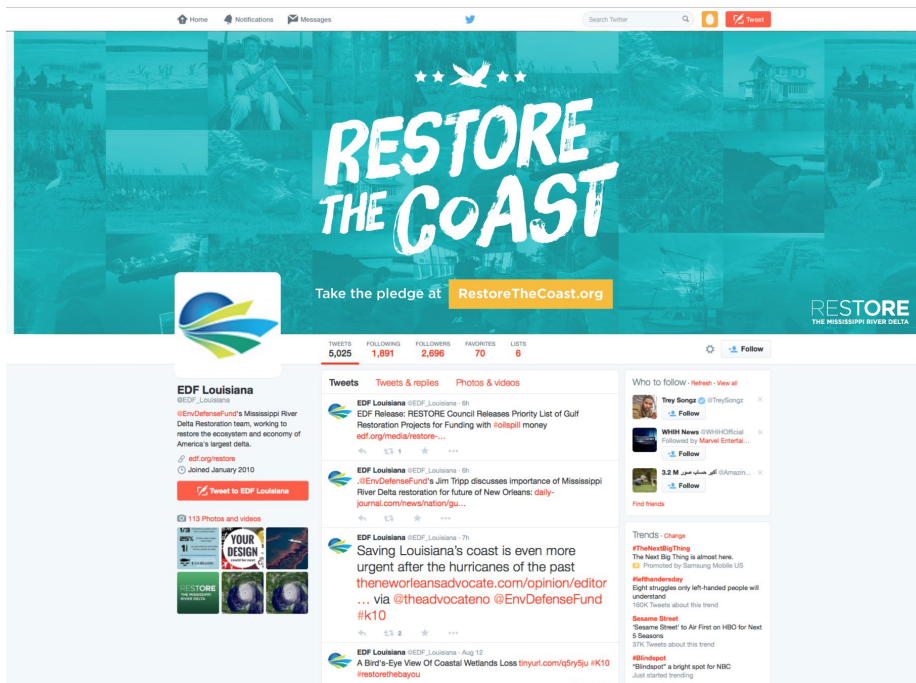 Home
Notifications
Messages
Search Twitter
Tweet
RESTORE
THE COAST
Take the pledge at RestoreTheCoast.org
RESTORE
THE MISSISSIPPI RIVER DELTA
TWEETS
5,025
FOLLOWING
1,891
FOLLOWERS
2,696
FAVORITES
70
LISTS
6
Follow
EDF Louisiana
@EDF_Louisiana
@EnvDefenseFund's Mississippi River
Delta Restoration team, working to
restore the ecosystem and economy of
America's largest delta.
edf.org/restore
Joined January 2010
Tweet to EDF Louisiana
113 Photos and videos
YOUR
DESIGN
RESTORE
THE MISSISSIPPI
RIVER DELTA
Tweets
Tweets & replies
Photos & videos
EDF Louisiana @EDF_Louisiana · 6h
EDF Release: RESTORE Council Releases Priority List of Gulf
Restoration Projects for Funding with #oilspill money
edf.org/media/restore-…
1
EDF Louisiana @EDF_Louisiana · 6h
.@EnvDefenseFund's Jim Tripp discusses importance of Mississippi
River Delta restoration for future of New Orleans: daily-
journal.com/news/nation/gu…
EDF Louisiana @EDF_Louisiana · 7h
Saving Louisiana's coast is even more
urgent after the hurricanes of the past
theneworleansadvocate.com/opinion/editor
… via @theadvocateno @EnvDefenseFund
#k10
2
EDF Louisiana @EDF_Louisiana · Aug 12
A Bird's-Eye View Of Coastal Wetlands Loss tinyurl.com/q5ry5ju #K10
#restorethebayou
Who to follow · Refresh · View all
Trey Songz @TreySongz
Follow
WHIH News @WHIHOfficial
Followed by Marvel Entertai...
Follow
3.2 M أكبر حساب صور @Amazin...
Follow
Find friends
Trends · Change
#TheNextBigThing
The Next Big Thing is almost here.
Promoted by Samsung Mobile US
#lefthandersday
Eight struggles only left-handed people will
understand
160K Tweets about this trend
Sesame Street
'Sesame Street' to Air First on HBO for Next
5 Seasons
37K Tweets about this trend
#Blindspot
"Blindspot" a bright spot for NBC
Just started trending